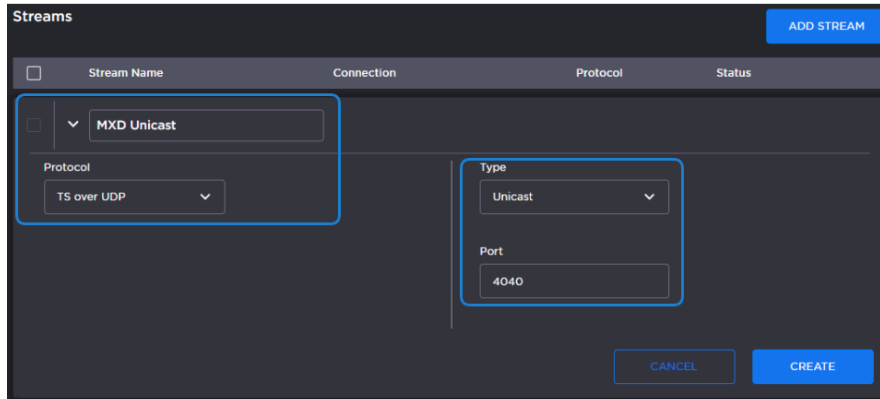 Streams
ADD STREAM
Stream Name Connection Protocol Status
MXD Unicast
Protocol
TS over UDP
Type
Unicast
Port
4040
CANCEL CREATE